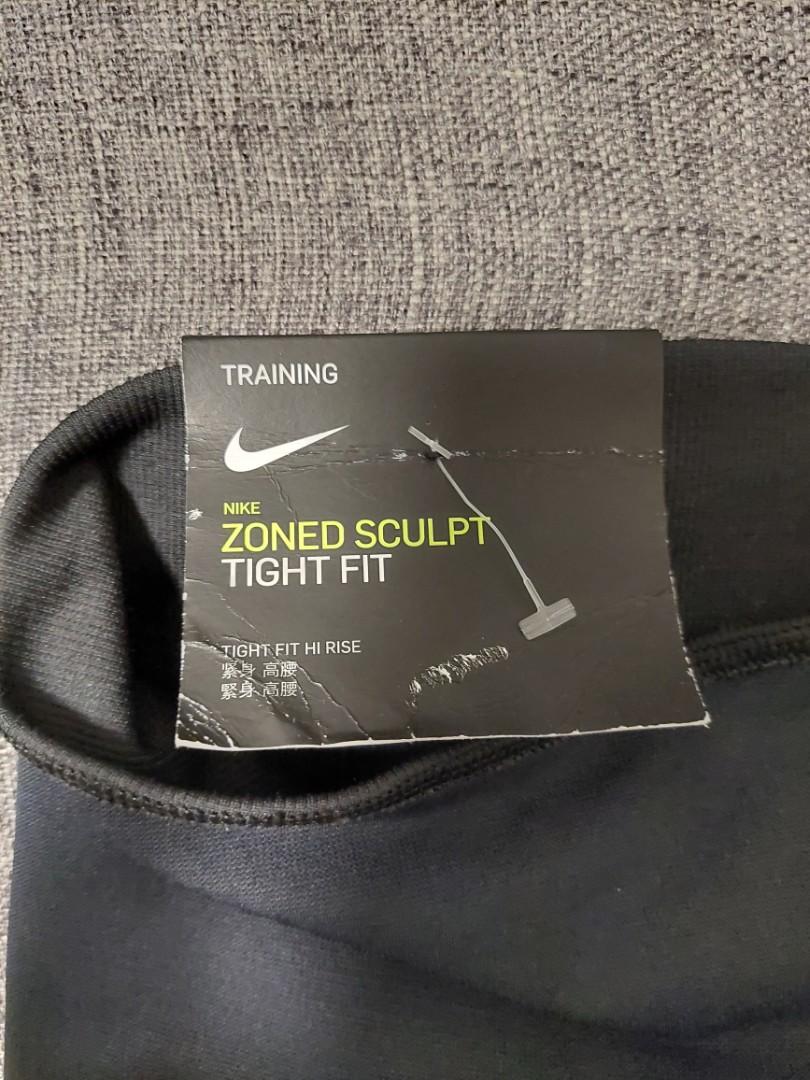 TRAINING
NIKE
ZONED SCULPT
TIGHT FIT
TIGHT FIT HI RISE
紧身 高腰
緊身 高腰